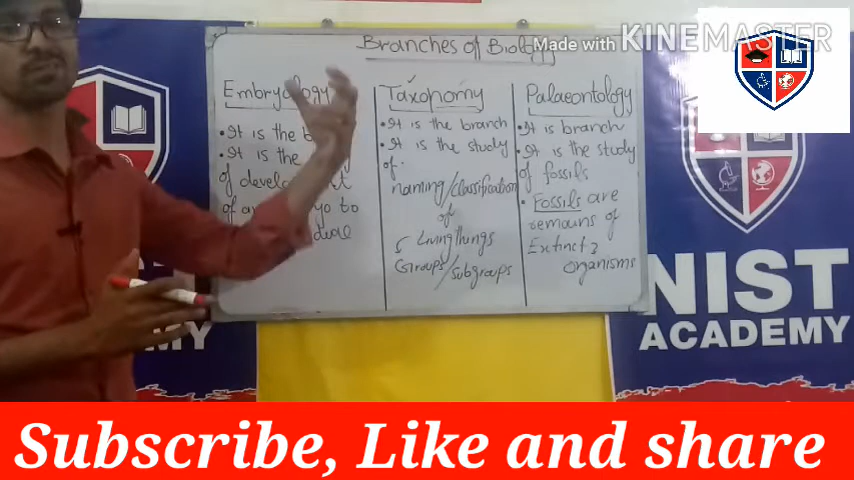 Branches of Biology
Made with KINEMASTER
Embryology
• It is the b
• It is the
of develo ent
of a yo to
Taxonomy
• It is the branch
• It is the study
of.
naming/classification
of
Living things
Groups/subgroups
Palaeontology
• It is branch
• It is the study
of fossils
• Fossils are
remains of
Extinct
organisms
NIST
ACADEMY
MY
Subscribe, Like and share